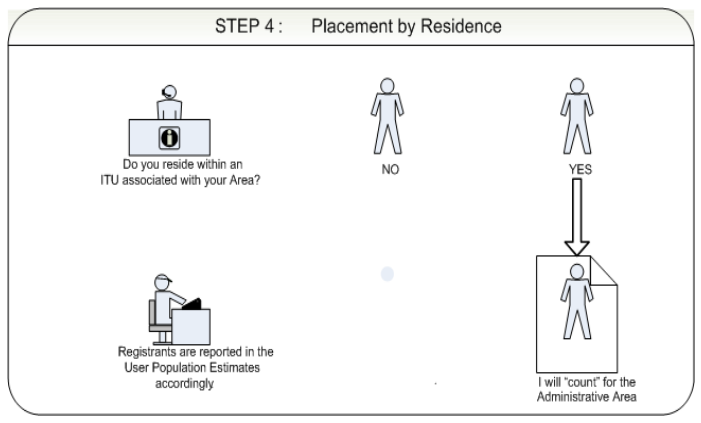 STEP 4 : Placement by Residence
Do you reside within an
ITU associated with your Area?
NO
YES
Registrants are reported in the
User Population Estimates
accordingly
I will "count" for the
Administrative Area